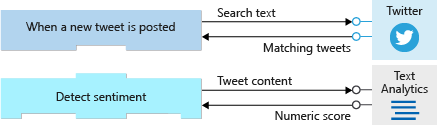 When a new tweet is posted
Search text
Matching tweets
Twitter
Detect sentiment
Tweet content
Numeric score
Text
Analytics